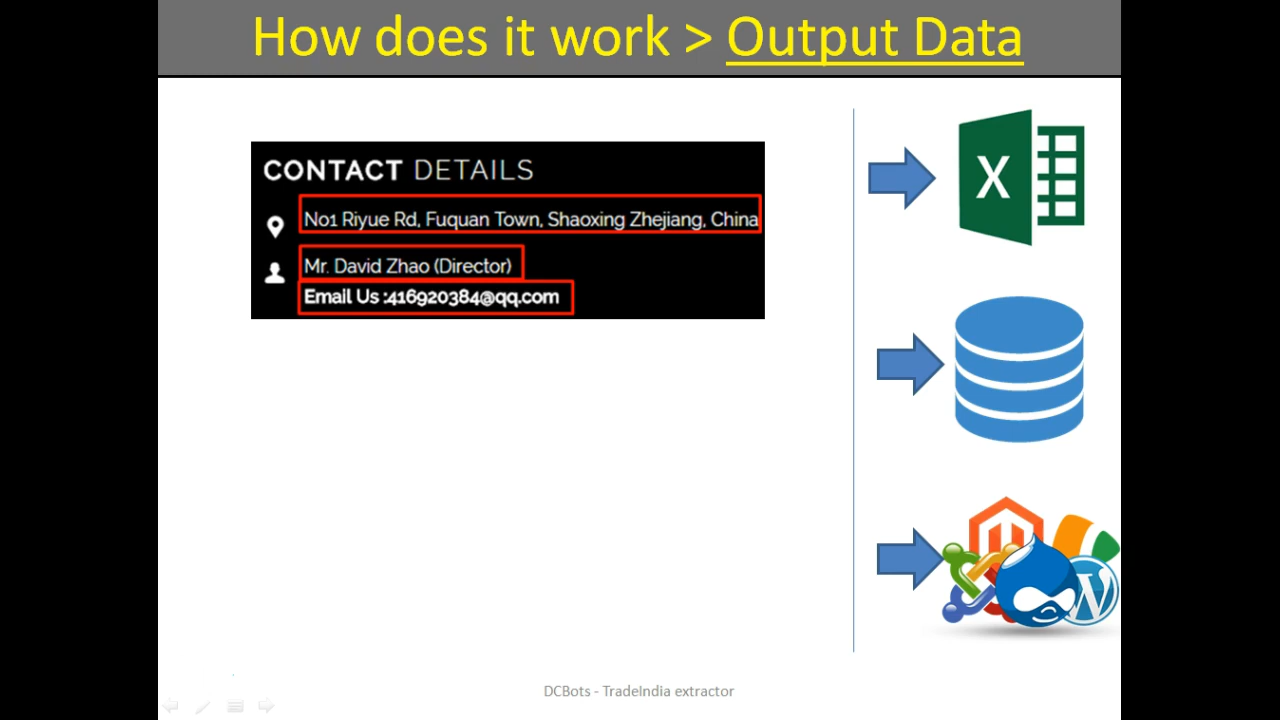 How does it work > Output Data
CONTACT DETAILS
No1 Riyue Rd, Fuquan Town, Shaoxing Zhejiang, China
Mr. David Zhao (Director)
Email Us :416920384@qq.com
X
W
DCBots - TradeIndia extractor